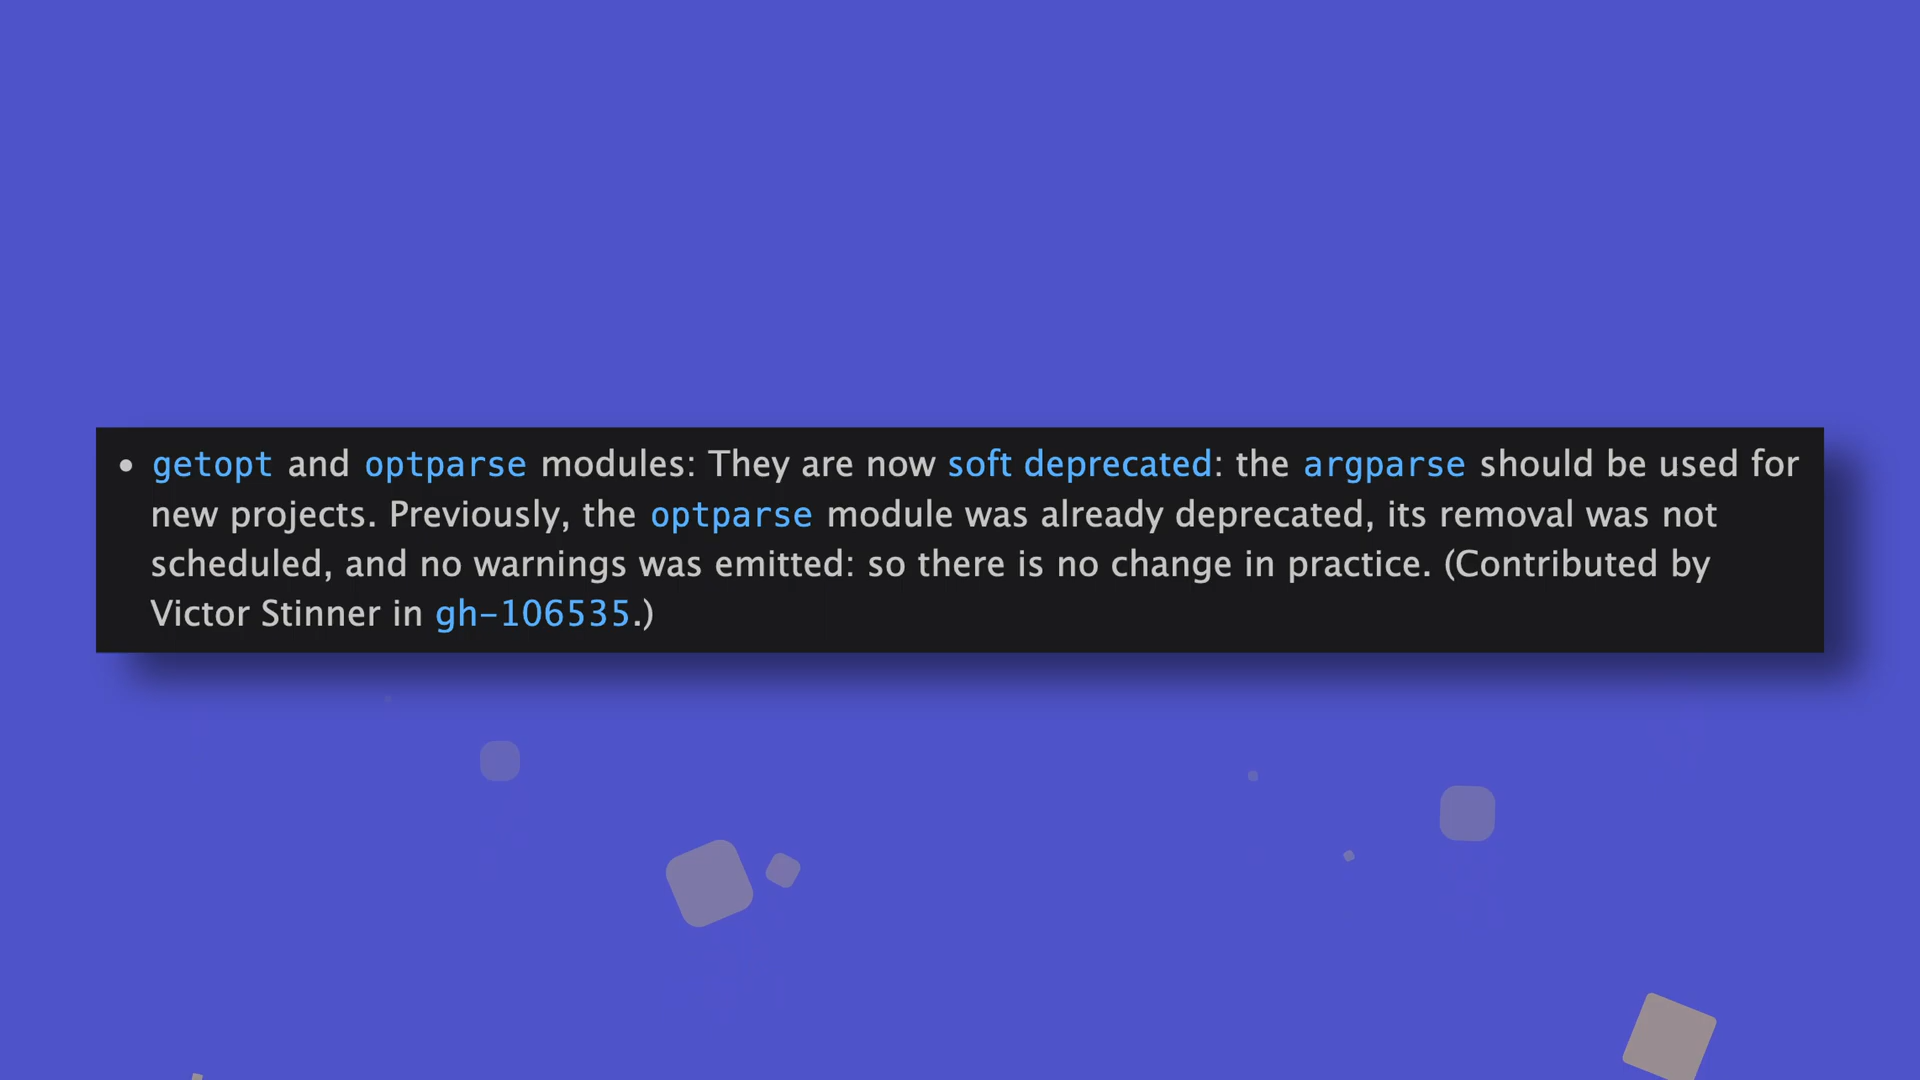 • getopt and optparse modules: They are now soft deprecated: the argparse should be used for
new projects. Previously, the optparse module was already deprecated, its removal was not
scheduled, and no warnings was emitted: so there is no change in practice. (Contributed by
Victor Stinner in gh-106535.)